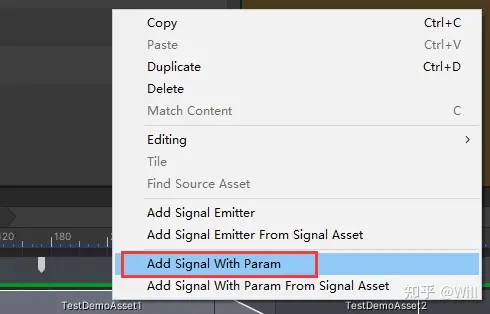 Copy Ctrl+C
Paste Ctrl+V
Duplicate Ctrl+D
Delete
Match Content C
Editing
Tile
Find Source Asset
Add Signal Emitter
Add Signal Emitter From Signal Asset
120
Add Signal With Param
Add Signal With Param From Signal Asset
知乎 @Will
TestDemoAsset1 TestDemoAsset2